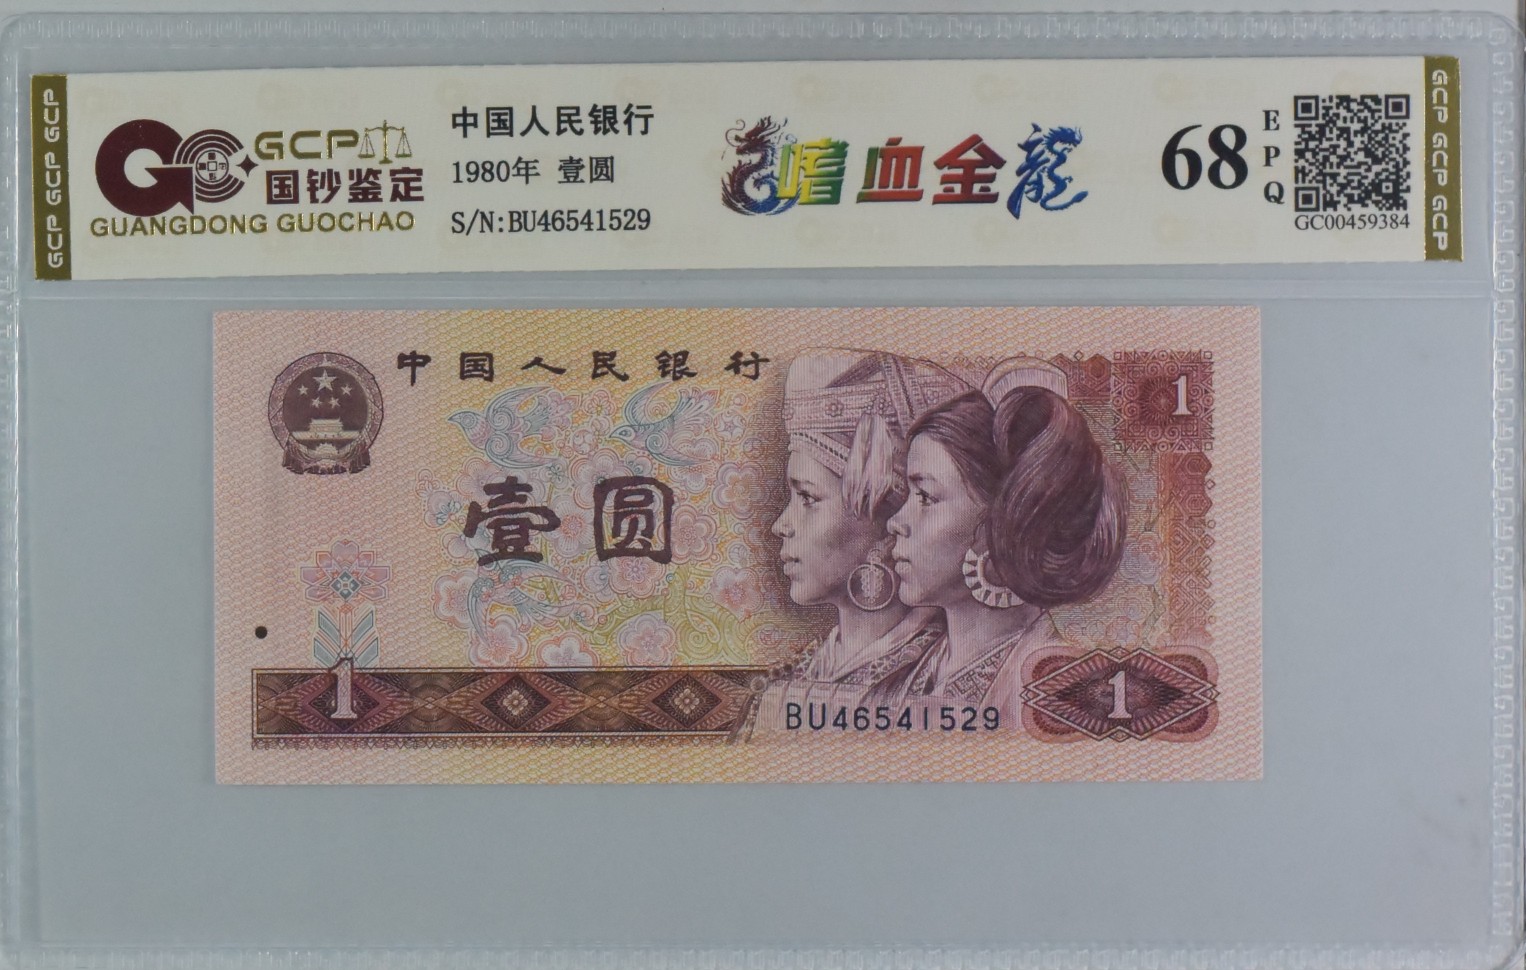 GCP GCP GCP
GCP
国钞鉴定
GUANGDONG GUOCHAO
中国人民银行
1980年 壹圆
S/N:BU46541529
嗜血金龍
68
EPQ
GC00459384
GCP GCP GCP
中国人民银行
1
壹圆
1
BU46541529
1